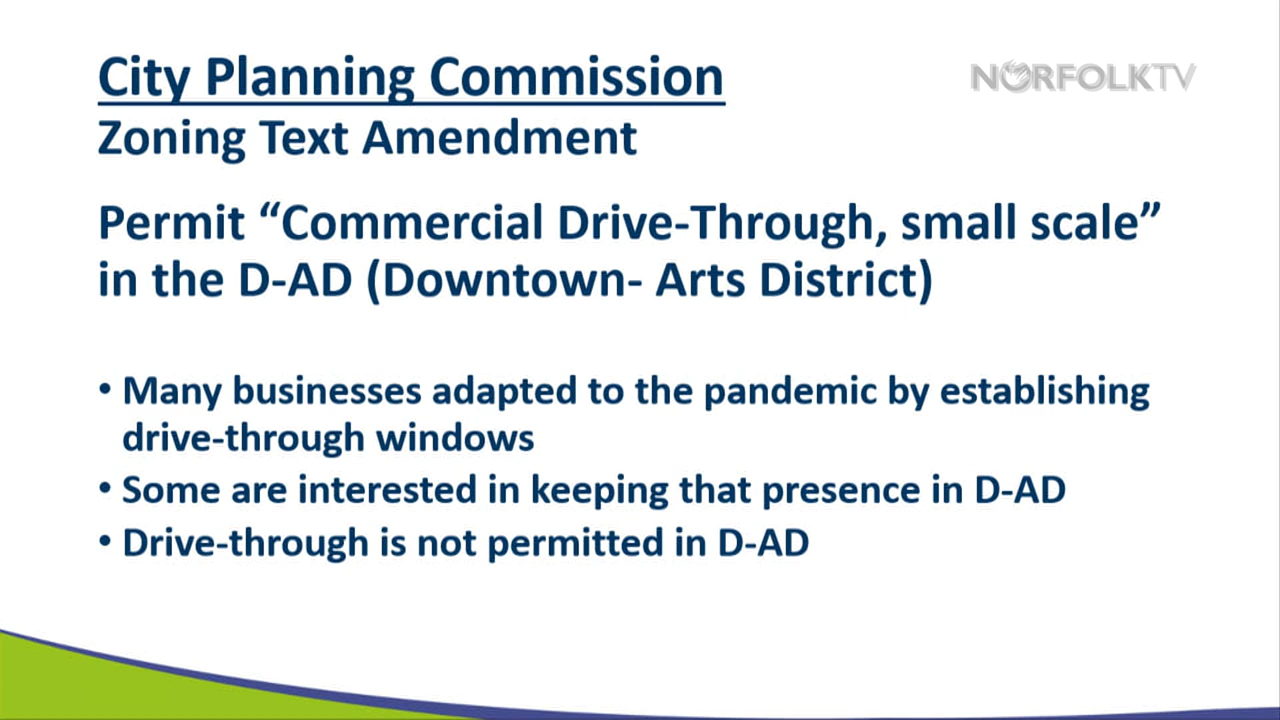 City Planning Commission
NORFOLKTV
Zoning Text Amendment
Permit “Commercial Drive-Through, small scale”
in the D-AD (Downtown- Arts District)
• Many businesses adapted to the pandemic by establishing
drive-through windows
• Some are interested in keeping that presence in D-AD
• Drive-through is not permitted in D-AD